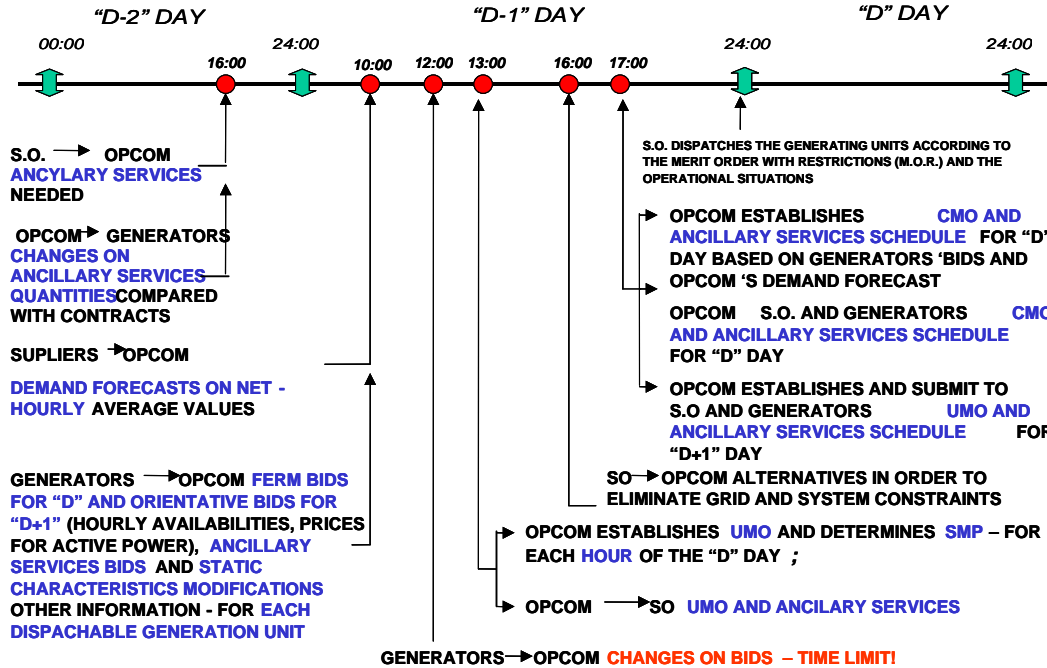 “D-2” DAY
“D-1” DAY
“D” DAY
00:00
24:00
24:00
24:00
16:00
10:00
12:00
13:00
16:00
17:00
S.O. → OPCOM
ANCYLARY SERVICES
NEEDED
OPCOM → GENERATORS
CHANGES ON
ANCILLARY SERVICES
QUANTITIES COMPARED
WITH CONTRACTS
SUPLIERS → OPCOM
DEMAND FORECASTS ON NET -
HOURLY AVERAGE VALUES
GENERATORS → OPCOM FERM BIDS
FOR “D” AND ORIENTATIVE BIDS FOR
“D+1” (HOURLY AVAILABILITIES, PRICES
FOR ACTIVE POWER), ANCILLARY
SERVICES BIDS AND STATIC
CHARACTERISTICS MODIFICATIONS
OTHER INFORMATION - FOR EACH
DISPACHABLE GENERATION UNIT
S.O. DISPATCHES THE GENERATING UNITS ACCORDING TO
THE MERIT ORDER WITH RESTRICTIONS (M.O.R.) AND THE
OPERATIONAL SITUATIONS
OPCOM ESTABLISHES CMO AND
ANCILLARY SERVICES SCHEDULE FOR “D”
DAY BASED ON GENERATORS ‘BIDS AND
OPCOM ‘S DEMAND FORECAST
OPCOM S.O. AND GENERATORS CMO
AND ANCILLARY SERVICES SCHEDULE
FOR “D” DAY
OPCOM ESTABLISHES AND SUBMIT TO
S.O AND GENERATORS UMO AND
ANCILLARY SERVICES SCHEDULE FOR
“D+1” DAY
SO → OPCOM ALTERNATIVES IN ORDER TO
ELIMINATE GRID AND SYSTEM CONSTRAINTS
OPCOM ESTABLISHES UMO AND DETERMINES SMP – FOR
EACH HOUR OF THE “D” DAY ;
OPCOM → SO UMO AND ANCILARY SERVICES
GENERATORS → OPCOM CHANGES ON BIDS – TIME LIMIT!